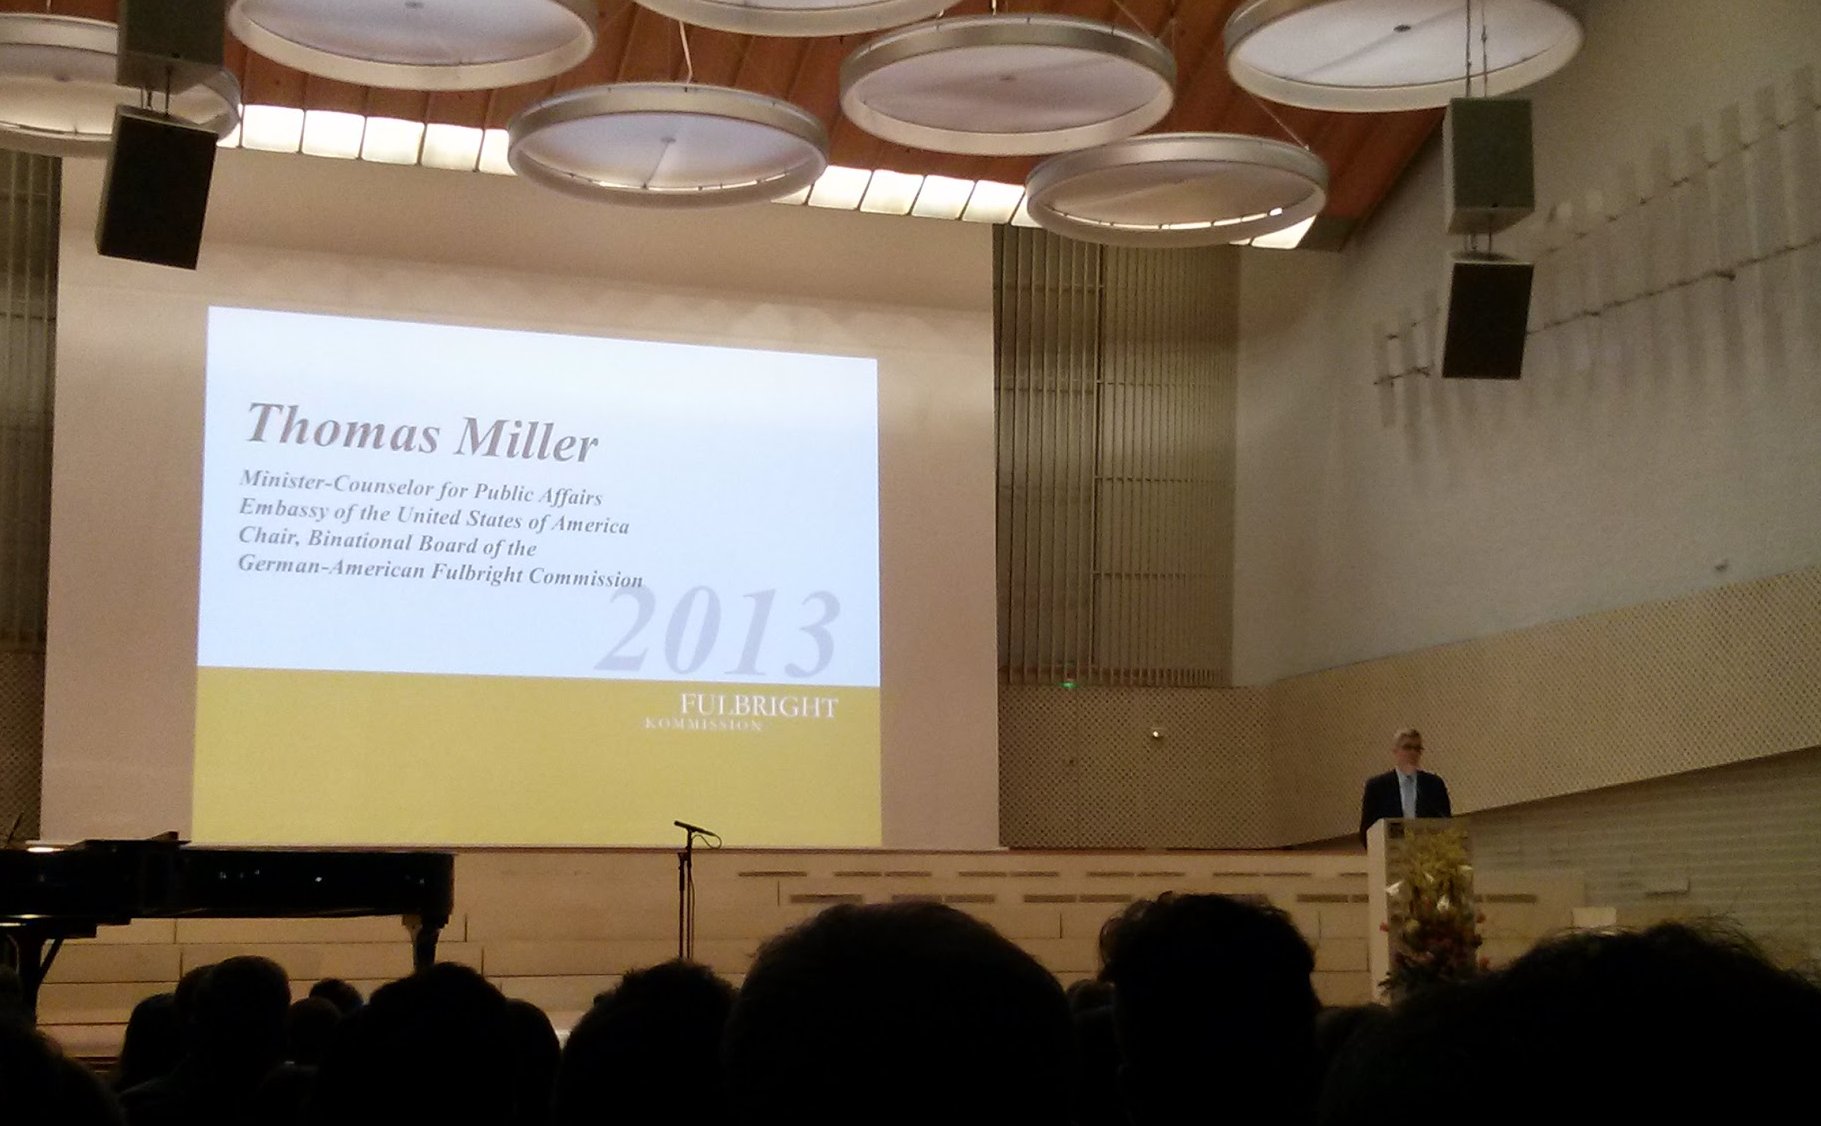 Thomas Miller
Minister-Counselor for Public Affairs
Embassy of the United States of America
Chair, Binational Board of the
German-American Fulbright Commission
2013
FULBRIGHT
KOMMISSION